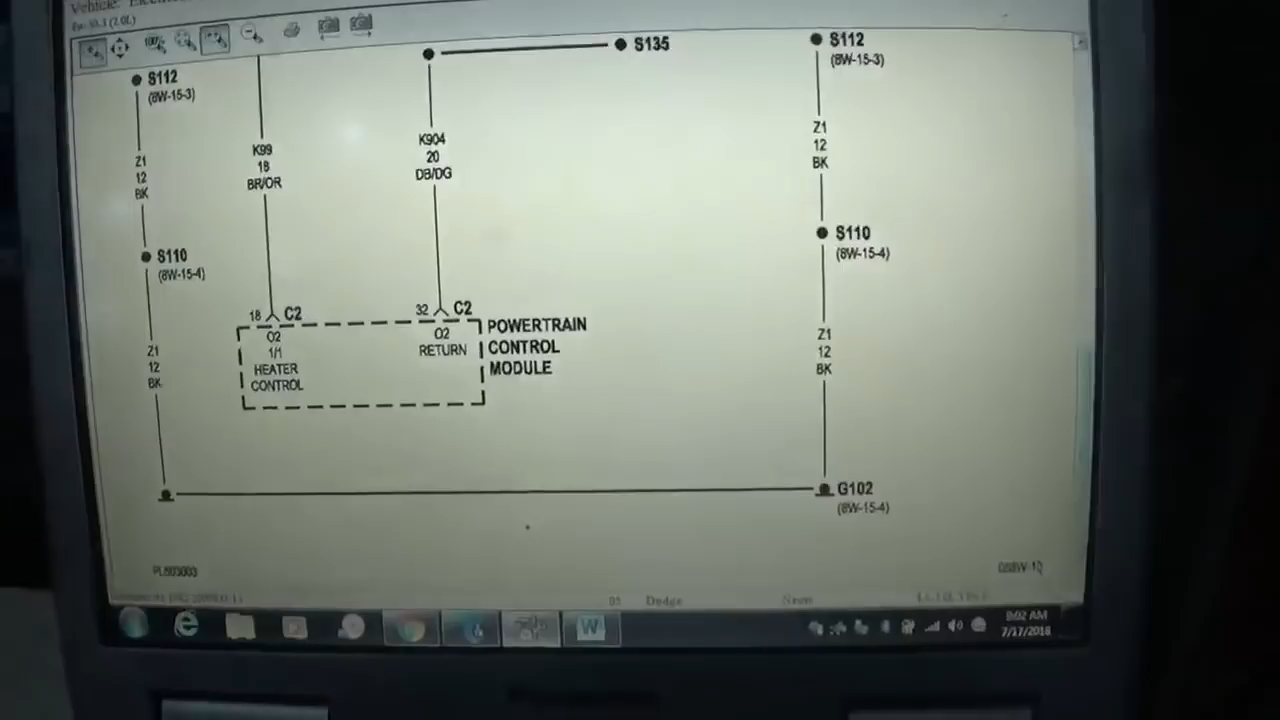 Vehicle:
S135
S112
(8W-15-3)
S112
(8W-15-3)
K904
20
DB/DG
Z1
12
BK
K99
18
BR/OR
Z1
12
BK
S110
(8W-15-4)
S110
(8W-15-4)
18 C2
32 C2
O2
1/1
HEATER
CONTROL
O2
RETURN
POWERTRAIN
CONTROL
MODULE
Z1
12
BK
Z1
12
BK
G102
(8W-15-4)
Dodge
Neon
W
8:02 AM
7/17/2018